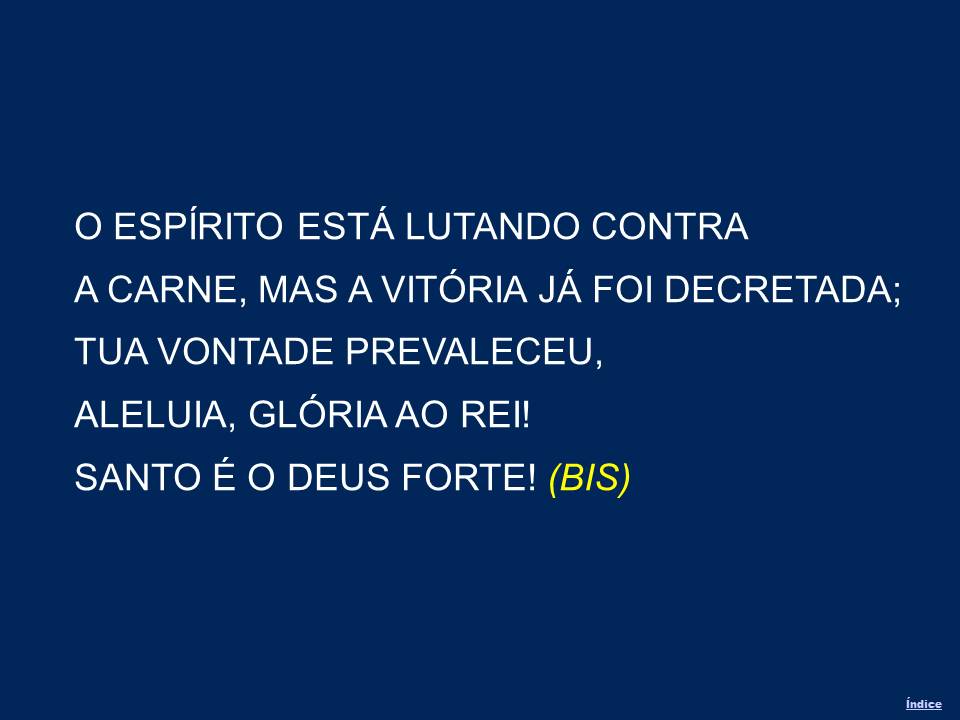 O ESPÍRITO ESTÁ LUTANDO CONTRA
A CARNE, MAS A VITÓRIA JÁ FOI DECRETADA;
TUA VONTADE PREVALECEU,
ALELUIA, GLÓRIA AO REI!
SANTO É O DEUS FORTE! (BIS)
Índice